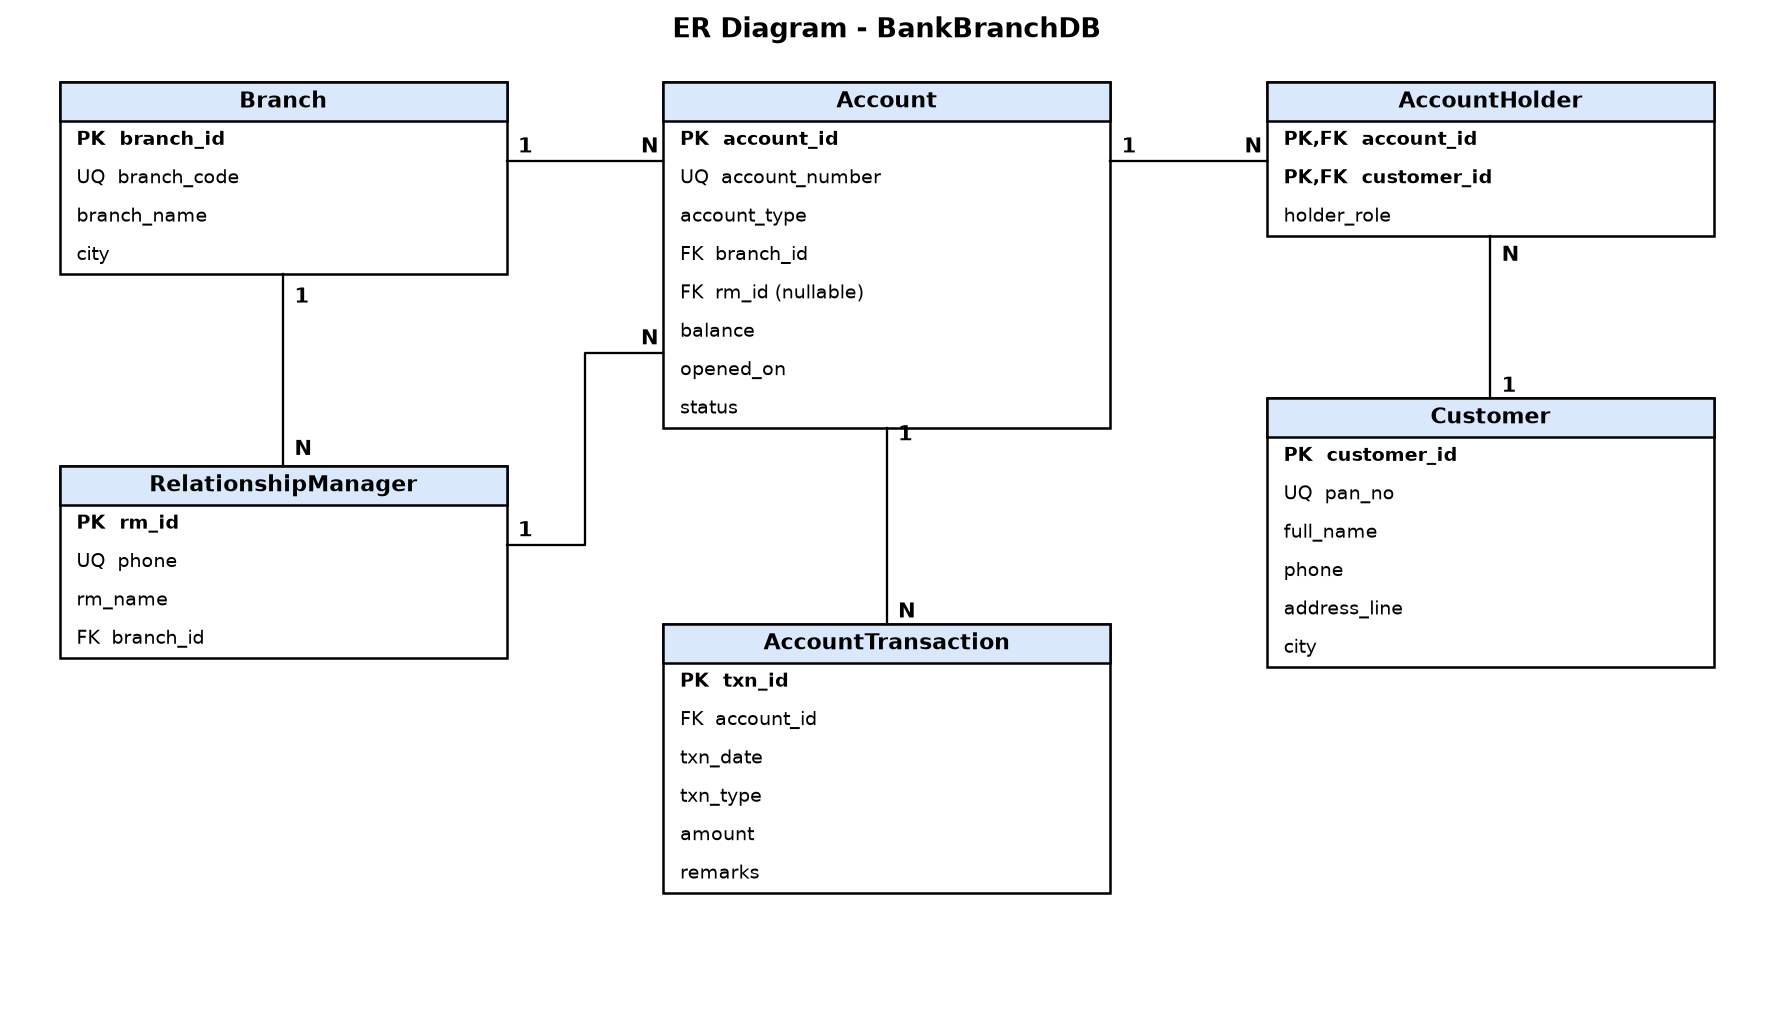 ER Diagram - BankBranchDB
Branch
PK  branch_id
UQ  branch_code
branch_name
city
1
N
1
N
Account
PK  account_id
UQ  account_number
account_type
FK  branch_id
FK  rm_id (nullable)
balance
opened_on
status
1
N
AccountHolder
PK,FK  account_id
PK,FK  customer_id
holder_role
N
1
RelationshipManager
PK  rm_id
UQ  phone
rm_name
FK  branch_id
1
N
1
N
AccountTransaction
PK  txn_id
FK  account_id
txn_date
txn_type
amount
remarks
Customer
PK  customer_id
UQ  pan_no
full_name
phone
address_line
city